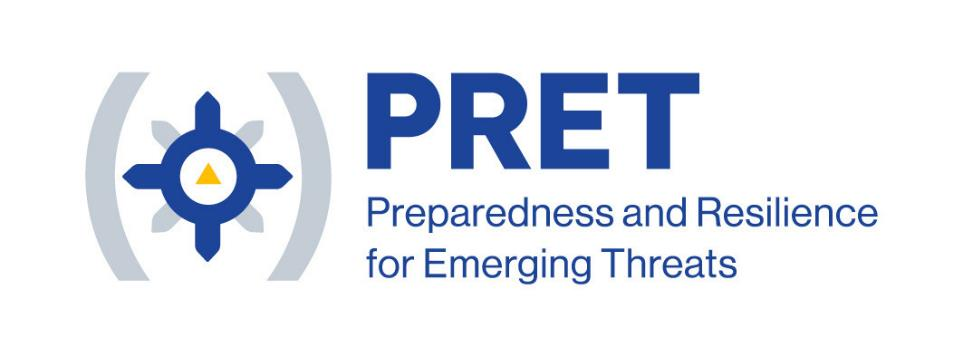 PRET
Preparedness and Resilience
for Emerging Threats